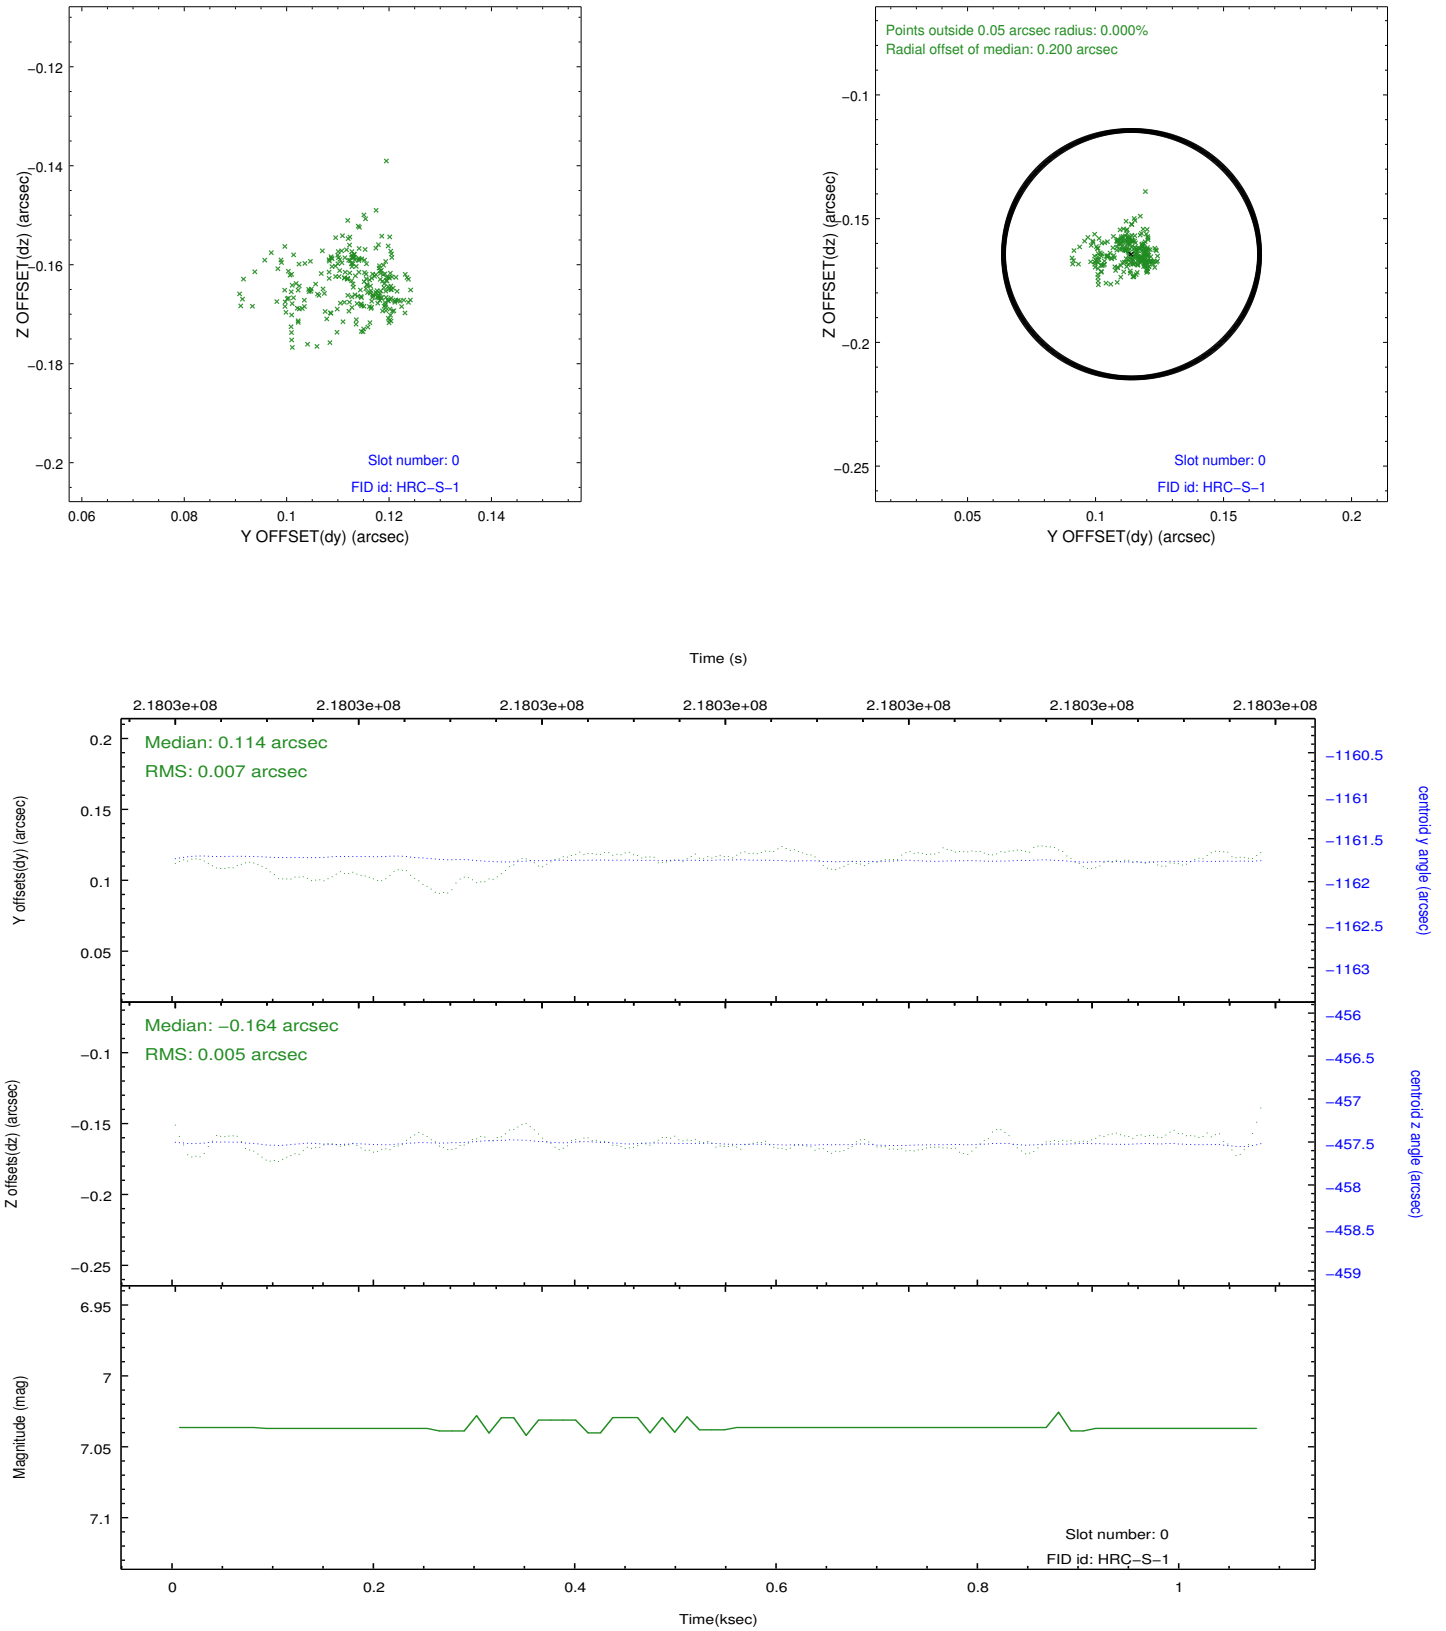 −0.12
−0.14
−0.16
−0.18
−0.2
Z OFFSET(dz) (arcsec)
Slot number: 0
FID id: HRC−S−1
0.06
0.08
0.1
0.12
0.14
Y OFFSET(dy) (arcsec)
Points outside 0.05 arcsec radius: 0.000%
Radial offset of median: 0.200 arcsec
−0.1
−0.15
−0.2
−0.25
Z OFFSET(dz) (arcsec)
Slot number: 0
FID id: HRC−S−1
0.05
0.1
0.15
0.2
Y OFFSET(dy) (arcsec)
Time (s)
2.1803e+08
2.1803e+08
2.1803e+08
2.1803e+08
2.1803e+08
2.1803e+08
2.1803e+08
Median: 0.114 arcsec
RMS: 0.007 arcsec
0.2
0.15
0.1
0.05
Y offsets(dy) (arcsec)
−1160.5
−1161
−1161.5
−1162
−1162.5
−1163
centroid y angle (arcsec)
Median: −0.164 arcsec
RMS: 0.005 arcsec
−0.1
−0.15
−0.2
−0.25
Z offsets(dz) (arcsec)
−456
−456.5
−457
−457.5
−458
−458.5
−459
centroid z angle (arcsec)
6.95
7
7.05
7.1
Magnitude (mag)
Slot number: 0
FID id: HRC−S−1
0
0.2
0.4
0.6
0.8
1
Time(ksec)